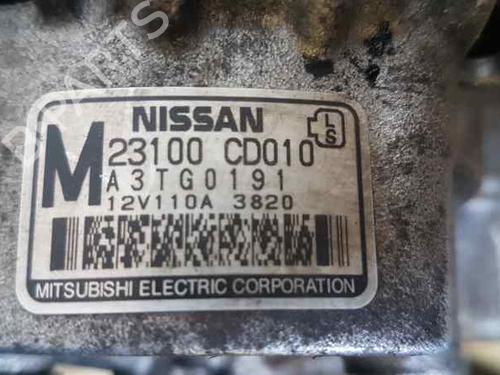 NISSAN
L
S
M
23100 CD010
A3TG0191
12V110A 3820
MITSUBISHI ELECTRIC CORPORATION